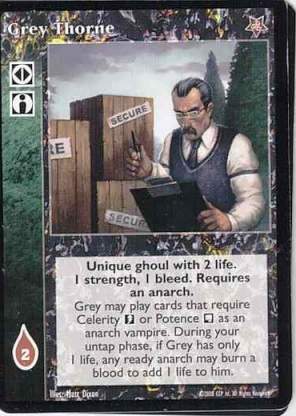 Grey Thorne
SECURE
RE
SECURE
Unique ghoul with 2 life.
1 strength, 1 bleed. Requires
an anarch.
Grey may play cards that require
Celerity or Potence as an
anarch vampire. During your
untap phase, if Grey has only
1 life, any ready anarch may burn a
blood to add 1 life to him.
2
Illus: Matt Dixon